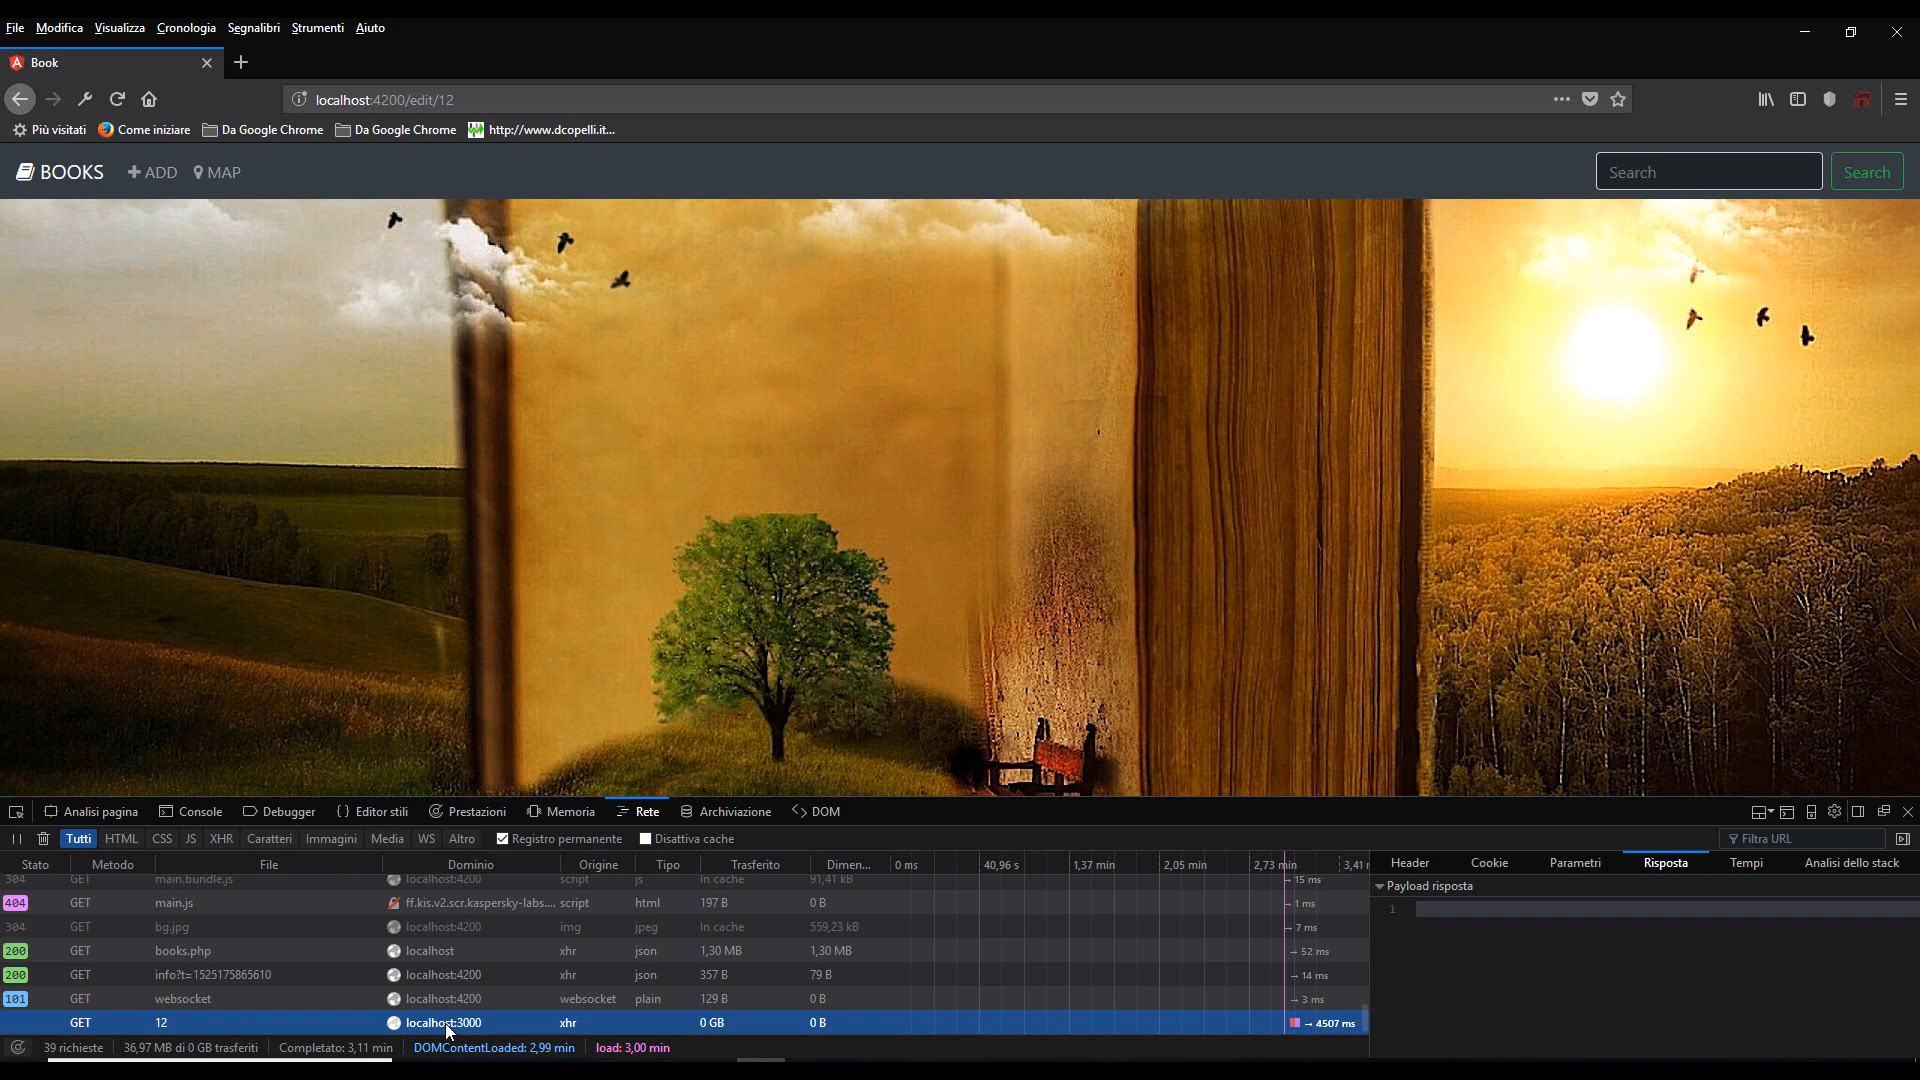 File Modifica Visualizza Cronologia Segnalibri Strumenti Aiuto
Book
localhost:4200/edit/12
Più visitati Come iniziare Da Google Chrome Da Google Chrome http://www.dcopelli.it...
BOOKS ADD MAP Search Search
Analisi pagina Console Debugger Editor stili Prestazioni Memoria Rete Archiviazione DOM
Tutti HTML CSS JS XHR Caratteri Immagini Media WS Altro Registro permanente Disattiva cache Filtra URL
Stato Metodo File Dominio Origine Tipo Trasferito Dimen... 0 ms 40,96 s 1,37 min 2,05 min 2,73 min 3,41 Header Cookie Parametri Risposta Tempi Analisi dello stack
304 GET main.bundle.js localhost:4200 script js In cache 91,41 KB → 15 ms Payload risposta
404 GET main.js ff.kis.v2.scr.kaspersky-labs.... script html 197 B 0 B → 1 ms 1
304 GET bg.jpg localhost:4200 img jpeg In cache 559,23 kB → 7 ms
200 GET books.php localhost xhr json 1,30 MB 1,30 MB → 52 ms
200 GET info?t=1525175865610 localhost:4200 xhr json 357 B 79 B → 14 ms
101 GET websocket localhost:4200 websocket plain 129 B 0 B → 3 ms
GET 12 localhost:3000 xhr 0 GB 0 B → 4507 ms
39 richieste 36,97 MB di 0 GB trasferiti Completato: 3,11 min DOMContentLoaded: 2,99 min load: 3,00 min